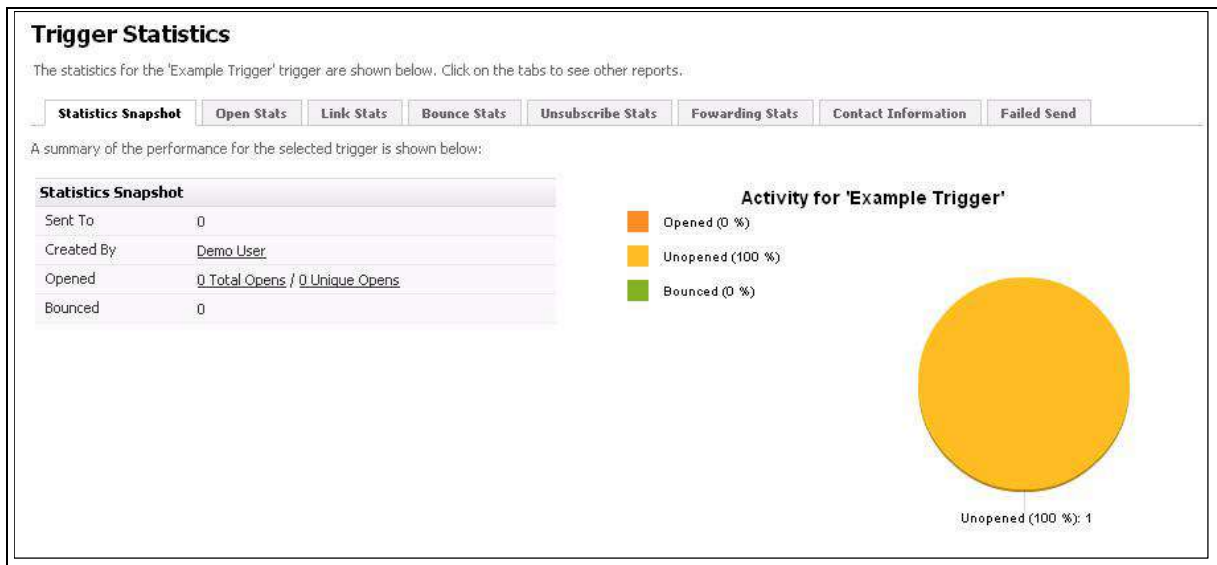 Trigger Statistics
The statistics for the 'Example Trigger' trigger are shown below. Click on the tabs to see other reports.
Statistics Snapshot Open Stats Link Stats Bounce Stats Unsubscribe Stats Fowarding Stats Contact Information Failed Send
A summary of the performance for the selected trigger is shown below:
Statistics Snapshot
Sent To 0
Created By Demo User
Opened 0 Total Opens / 0 Unique Opens
Bounced 0
Activity for 'Example Trigger'
Opened (0 %)
Unopened (100 %)
Bounced (0 %)
Unopened (100 %): 1